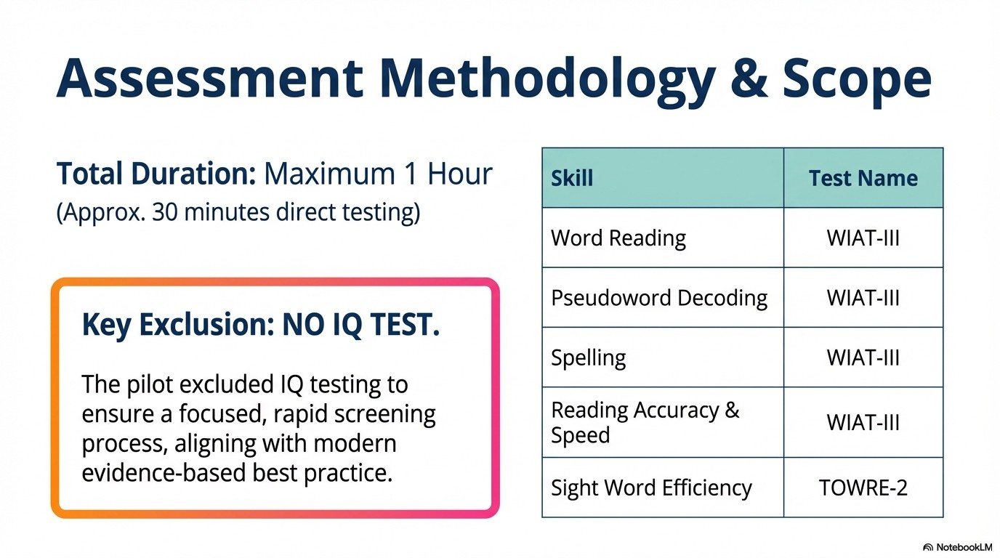 Assessment Methodology & Scope
Total Duration: Maximum 1 Hour
(Approx. 30 minutes direct testing)
Key Exclusion: NO IQ TEST.
The pilot excluded IQ testing to
ensure a focused, rapid screening
process, aligning with modern
evidence-based best practice.
Skill Test Name
Word Reading WIAT-III
Pseudoword Decoding WIAT-III
Spelling WIAT-III
Reading Accuracy &
Speed WIAT-III
Sight Word Efficiency TOWRE-2
NotebookLM